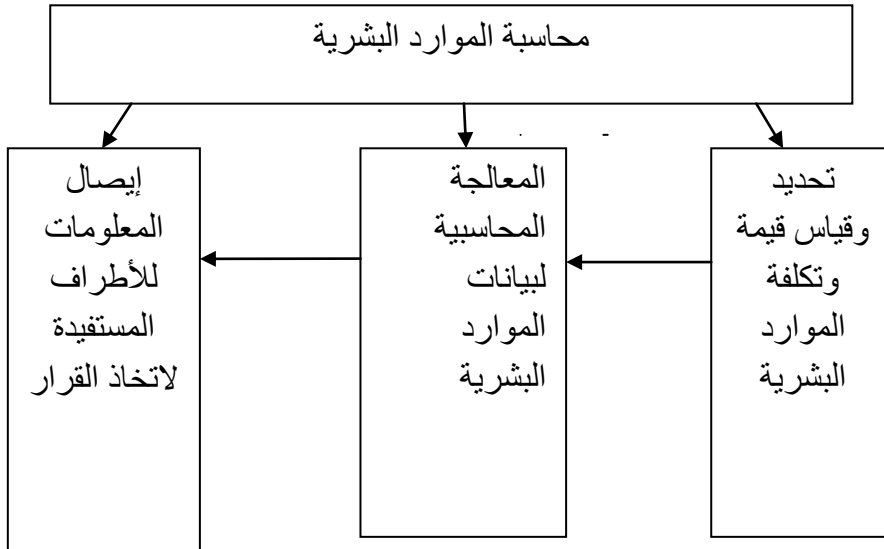 محاسبة الموارد البشرية
تحديد
وقياس قيمة
وتكلفة
الموارد
البشرية
المعالجة
المحاسبية
لبيانات
الموارد
البشرية
إيصال
المعلومات
للأطراف
المستفيدة
لاتخاذ القرار